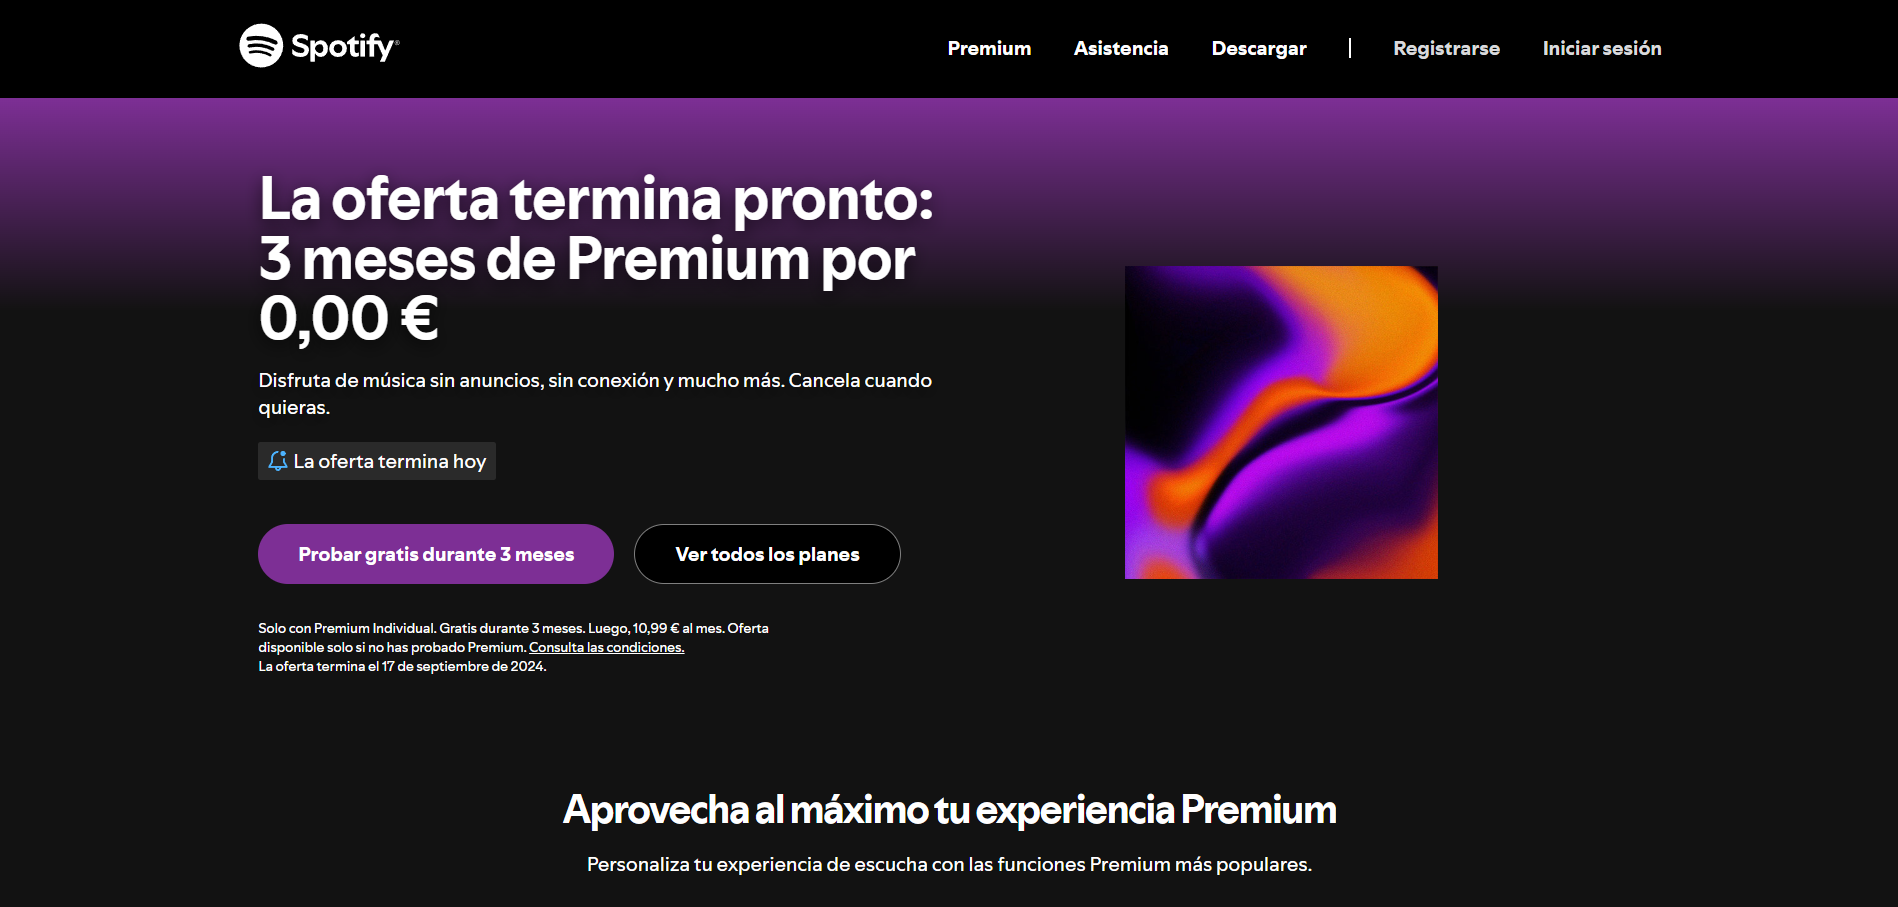 Spotify®
Premium
Asistencia
Descargar
Registrarse
Iniciar sesión
La oferta termina pronto:
3 meses de Premium por
0,00 €
Disfruta de música sin anuncios, sin conexión y mucho más. Cancela cuando
quieras.
La oferta termina hoy
Probar gratis durante 3 meses
Ver todos los planes
Solo con Premium Individual. Gratis durante 3 meses. Luego, 10,99 € al mes. Oferta
disponible solo si no has probado Premium. Consulta las condiciones.
La oferta termina el 17 de septiembre de 2024.
Aprovecha al máximo tu experiencia Premium
Personaliza tu experiencia de escucha con las funciones Premium más populares.